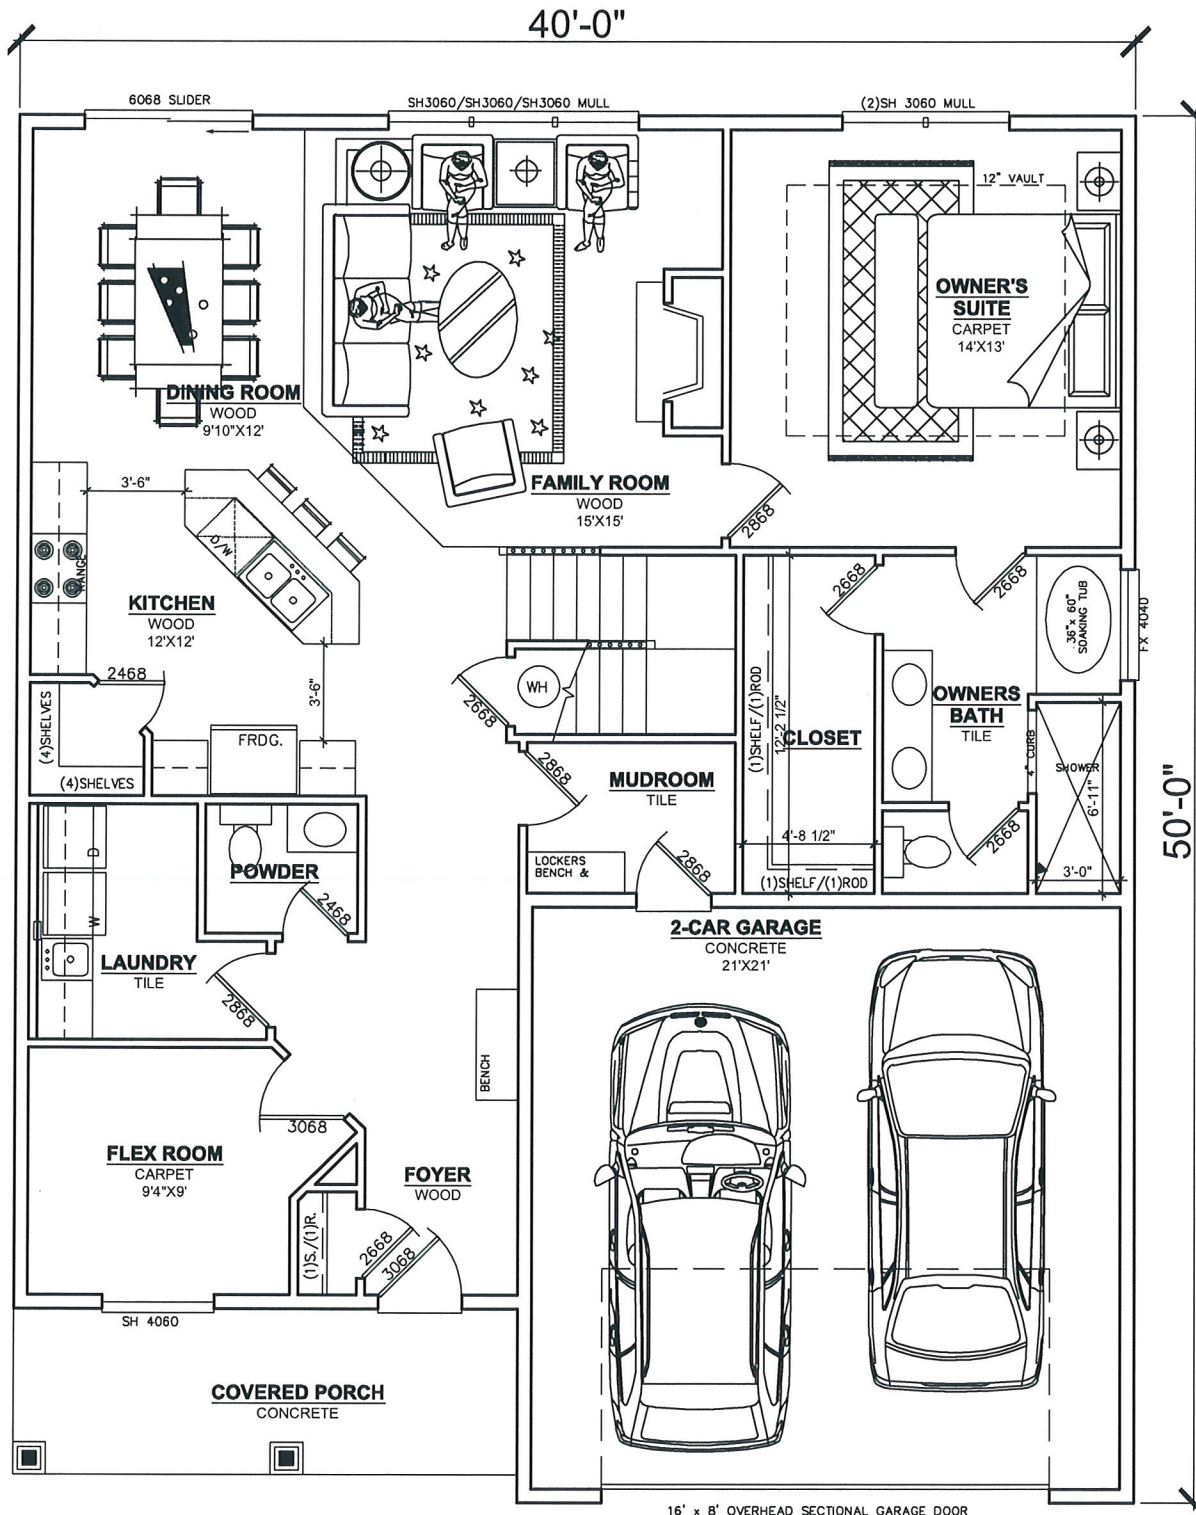 40'-0"
6068 SLIDER
SH3060/SH3060/SH3060 MULL
(2)SH 3060 MULL
12" VAULT
OWNER'S
SUITE
CARPET
14'X13'
DINING ROOM
WOOD
9'10"X12'
3'-6"
FAMILY ROOM
WOOD
15'X15'
2868
D/W
RANGE
KITCHEN
WOOD
12'X12'
2668
2668
36" x 60"
SOAKING TUB
FX 4040
2468
3'-6"
2668
WH
(4)SHELVES
(4)SHELVES
FRDG.
(1)SHELF/(1)ROD
12'-2 1/2"
CLOSET
OWNERS
BATH
TILE
4" CURB
SHOWER
6'-11"
50'-0"
2868
MUDROOM
TILE
D
W
POWDER
2468
LOCKERS
BENCH &
2868
4'-8 1/2"
(1)SHELF/(1)ROD
2668
3'-0"
LAUNDRY
TILE
2868
2-CAR GARAGE
CONCRETE
21'X21'
BENCH
3068
FLEX ROOM
CARPET
9'4"X9'
FOYER
WOOD
(1)S./(1)R.
2668
3068
SH 4060
COVERED PORCH
CONCRETE
16' x 8' OVERHEAD SECTIONAL GARAGE DOOR